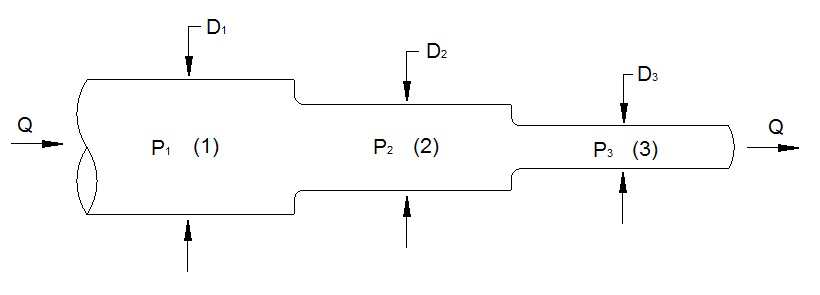 D₁
D₂
D₃
Q
P₁ (1)
P₂ (2)
P₃ (3)
Q